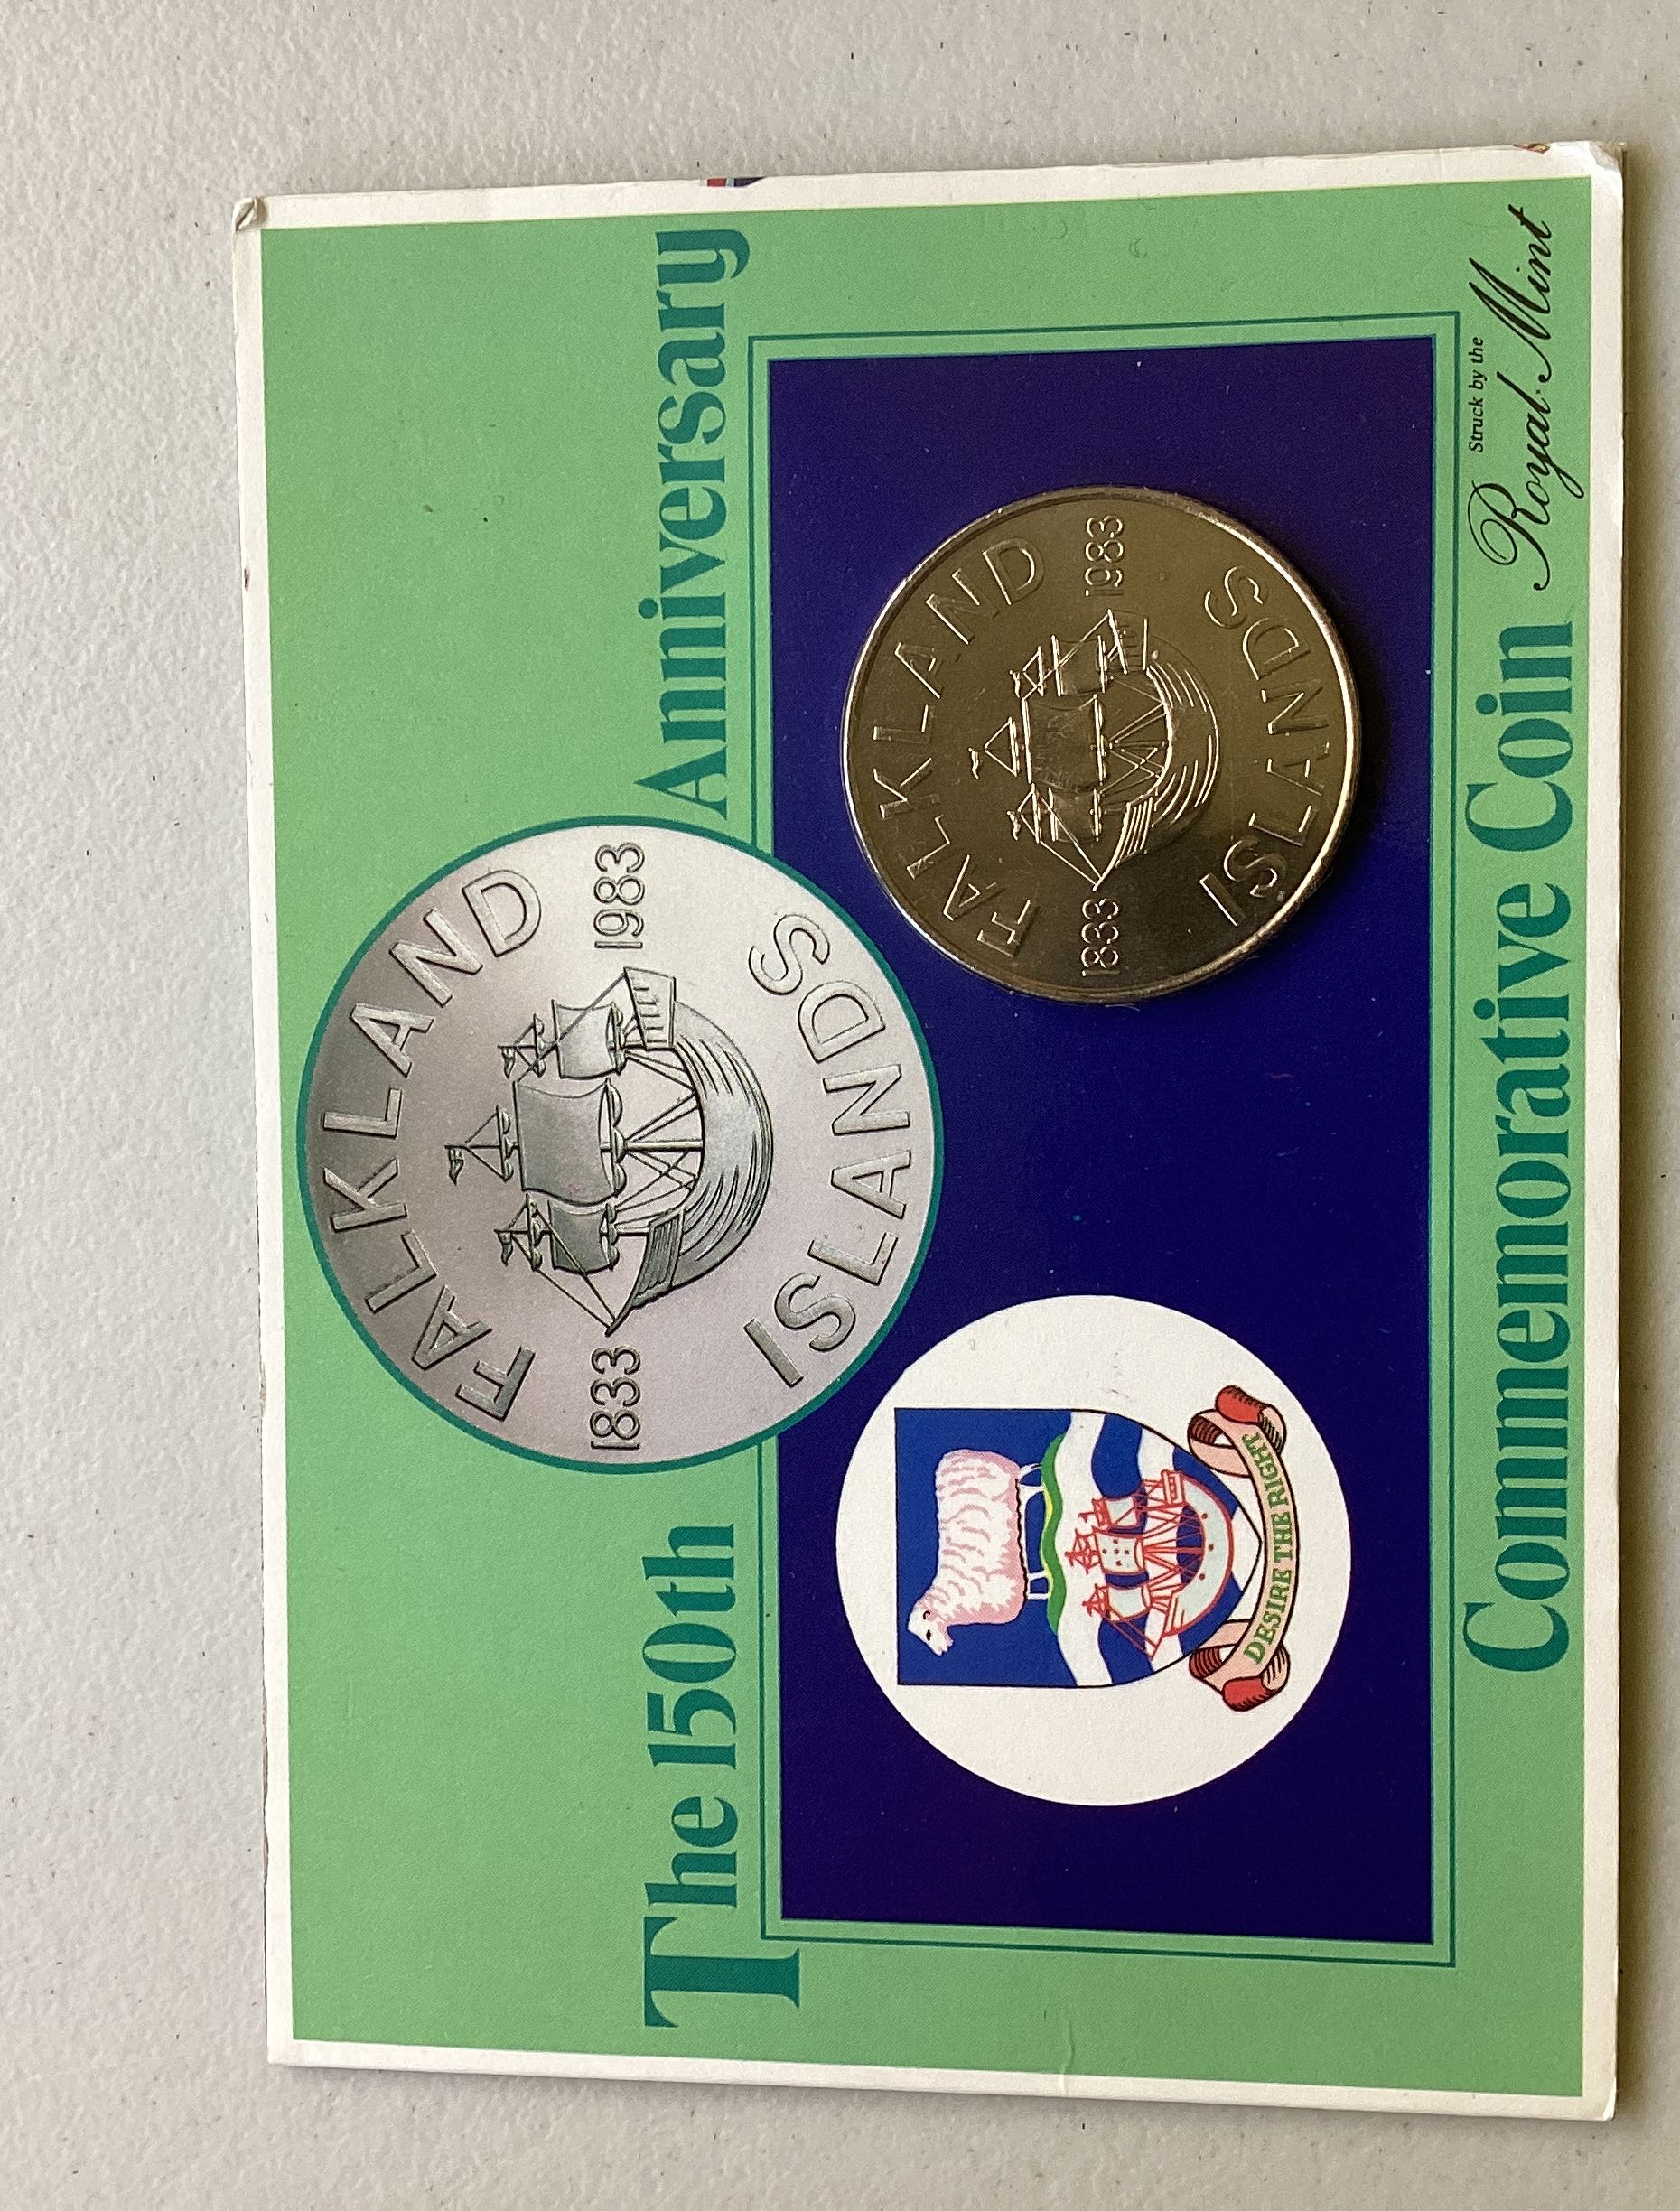 The 150th Anniversary
FALKLAND
1833 1983
ISLANDS
DESIRE THE RIGHT
FALKLAND
1833 1983
ISLANDS
Commemorative Coin
Struck by the
Royal Mint